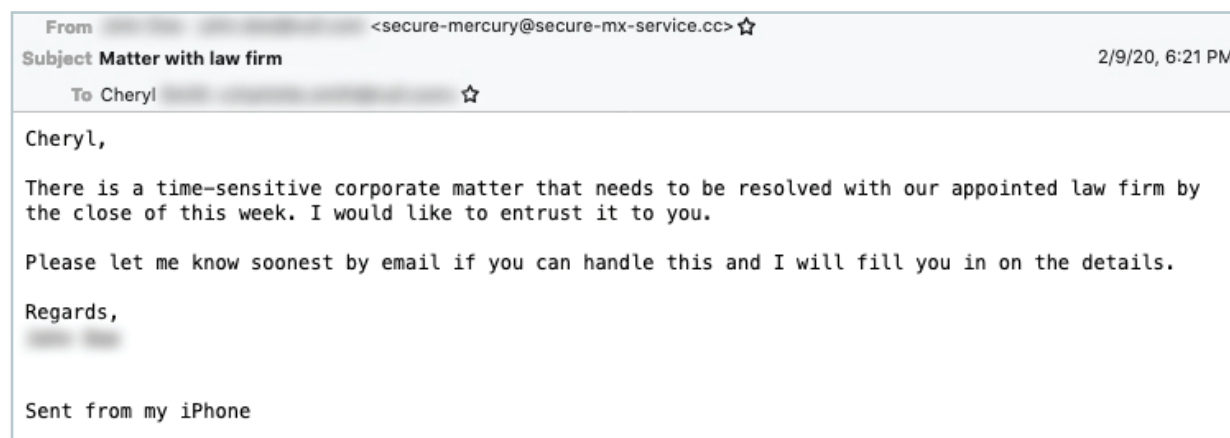 From <secure-mercury@secure-mx-service.cc>
Subject Matter with law firm 2/9/20, 6:21 PM
To Cheryl
Cheryl,
There is a time-sensitive corporate matter that needs to be resolved with our appointed law firm by
the close of this week. I would like to entrust it to you.
Please let me know soonest by email if you can handle this and I will fill you in on the details.
Regards,
Sent from my iPhone